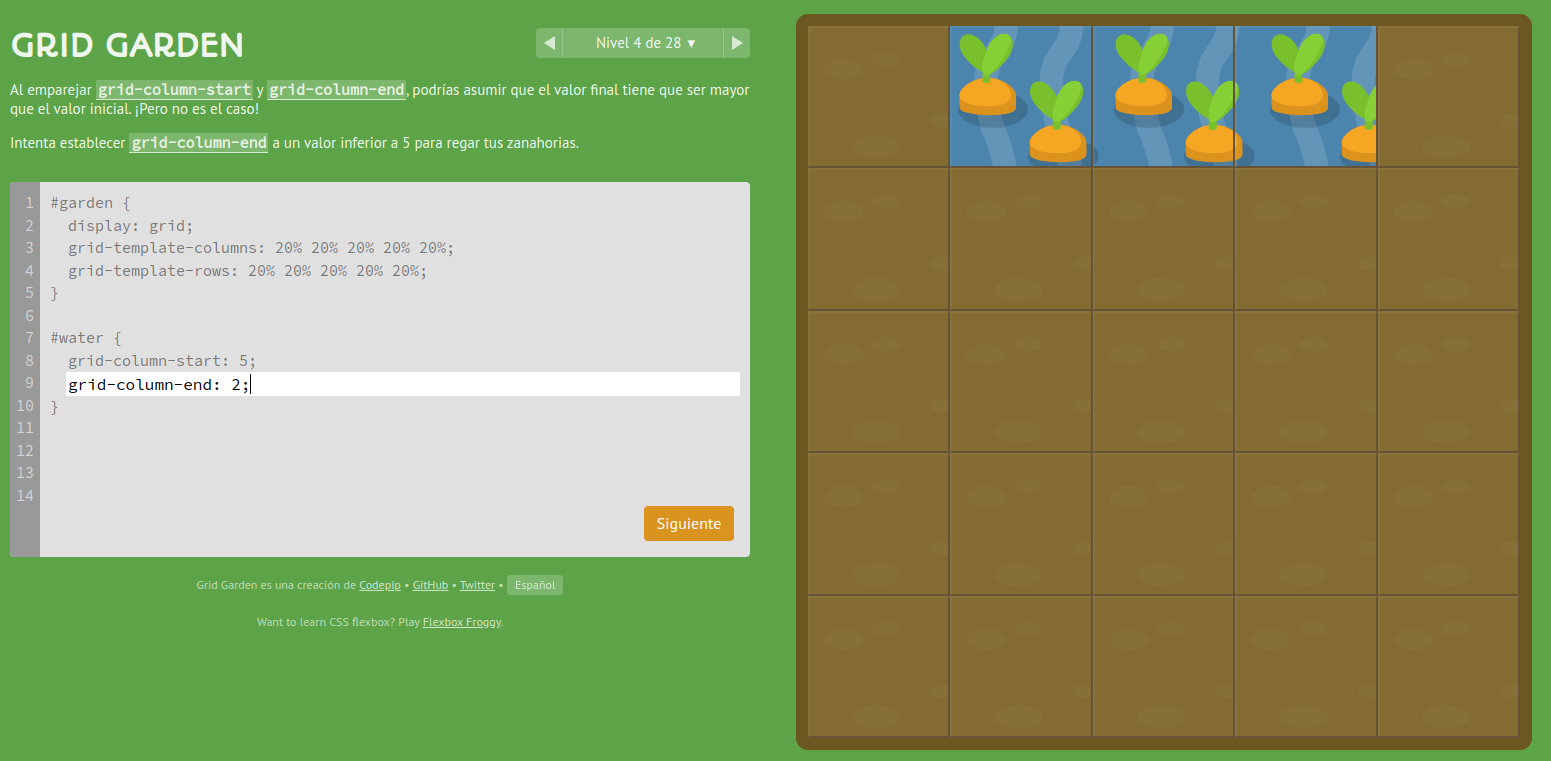 GRID GARDEN
◀ Nivel 4 de 28 ▾ ▶
Al emparejar grid-column-start y grid-column-end, podrías asumir que el valor final tiene que ser mayor
que el valor inicial. ¡Pero no es el caso!
Intenta establecer grid-column-end a un valor inferior a 5 para regar tus zanahorias.
1 #garden {
2 display: grid;
3 grid-template-columns: 20% 20% 20% 20% 20%;
4 grid-template-rows: 20% 20% 20% 20% 20%;
5 }
6
7 #water {
8 grid-column-start: 5;
9 grid-column-end: 2;
10 }
11
12
13
14
Siguiente
Grid Garden es una creación de Codepip • GitHub • Twitter • Español
Want to learn CSS flexbox? Play Flexbox Froggy.